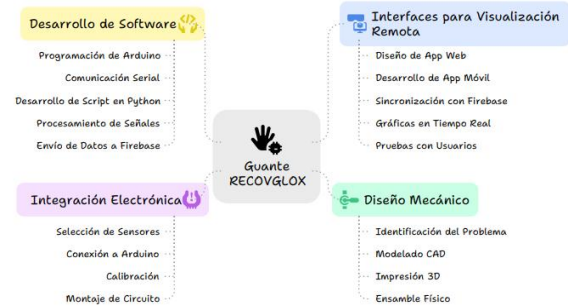 Desarrollo de Software
Programación de Arduino
Comunicación Serial
Desarrollo de Script en Python
Procesamiento de Señales
Envío de Datos a Firebase
Interfaces para Visualización
Remota
Diseño de App Web
Desarrollo de App Móvil
Sincronización con Firebase
Gráficas en Tiempo Real
Pruebas con Usuarios
Guante
RECOVGLOX
Integración Electrónica
Selección de Sensores
Conexión a Arduino
Calibración
Montaje de Circuito
Diseño Mecánico
Identificación del Problema
Modelado CAD
Impresión 3D
Ensamble Físico